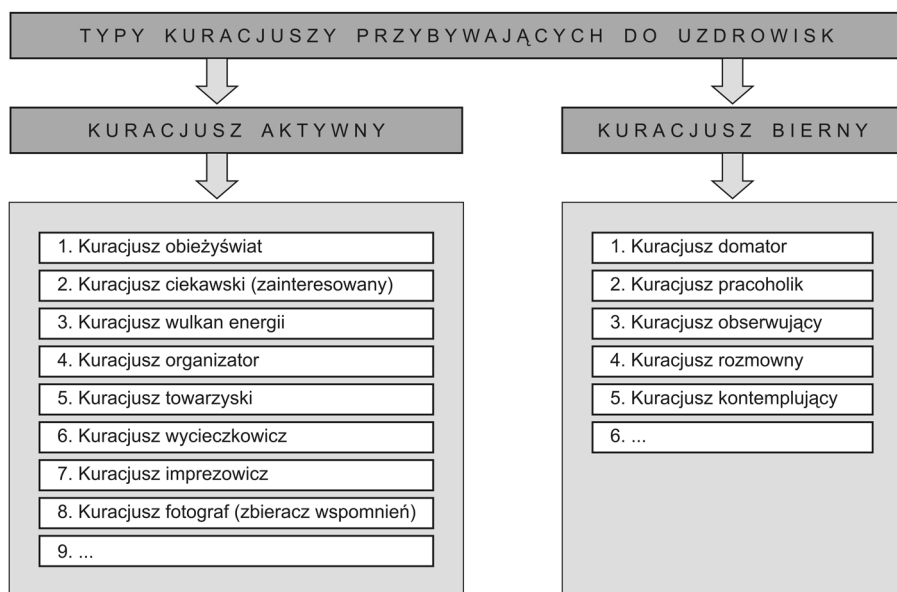 TYPY KURACJUSZY PRZYBYWAJĄCYCH DO UZDROWISK
KURACJUSZ AKTYWNY
1. Kuracjusz obieżyświat
2. Kuracjusz ciekawski (zainteresowany)
3. Kuracjusz wulkan energii
4. Kuracjusz organizator
5. Kuracjusz towarzyski
6. Kuracjusz wycieczkowicz
7. Kuracjusz imprezowicz
8. Kuracjusz fotograf (zbieracz wspomnień)
9. ...
KURACJUSZ BIERNY
1. Kuracjusz domator
2. Kuracjusz pracoholik
3. Kuracjusz obserwujący
4. Kuracjusz rozmowny
5. Kuracjusz kontemplujący
6. ...